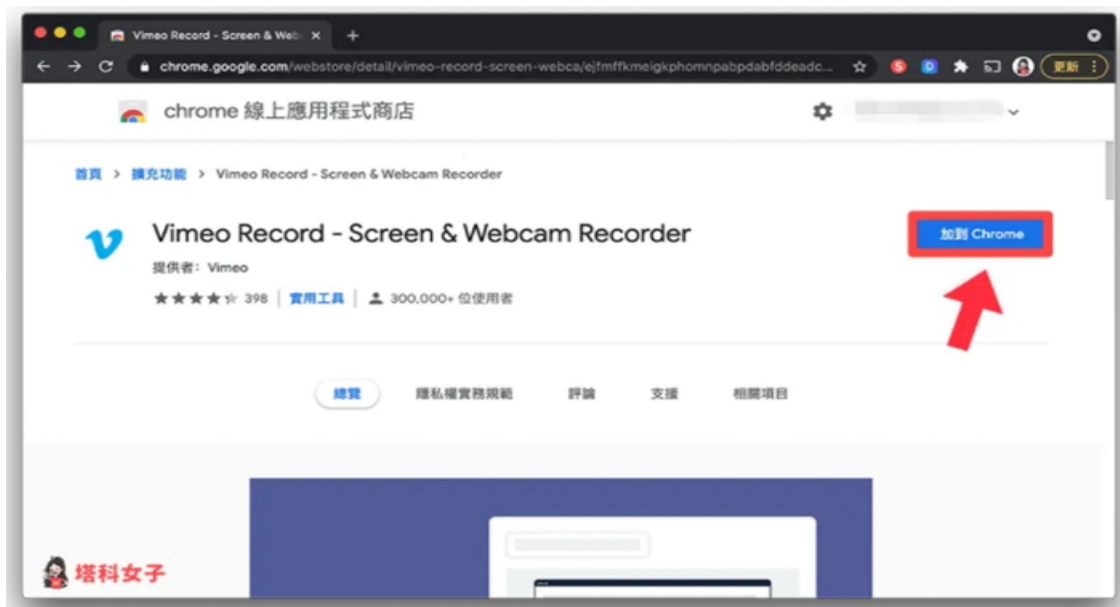 Vimeo Record - Screen & Web
chrome.google.com/webstore/detail/vimeo-record-screen-webca/ejfmffkmeigkphomnpabpdabfddeadc...
更新
chrome 線上應用程式商店
首頁 > 擴充功能 > Vimeo Record - Screen & Webcam Recorder
Vimeo Record - Screen & Webcam Recorder
加到 Chrome
提供者: Vimeo
398 | 實用工具 | 300,000+ 位使用者
總覽 隱私權實務規範 評論 支援 相關項目
塔科女子